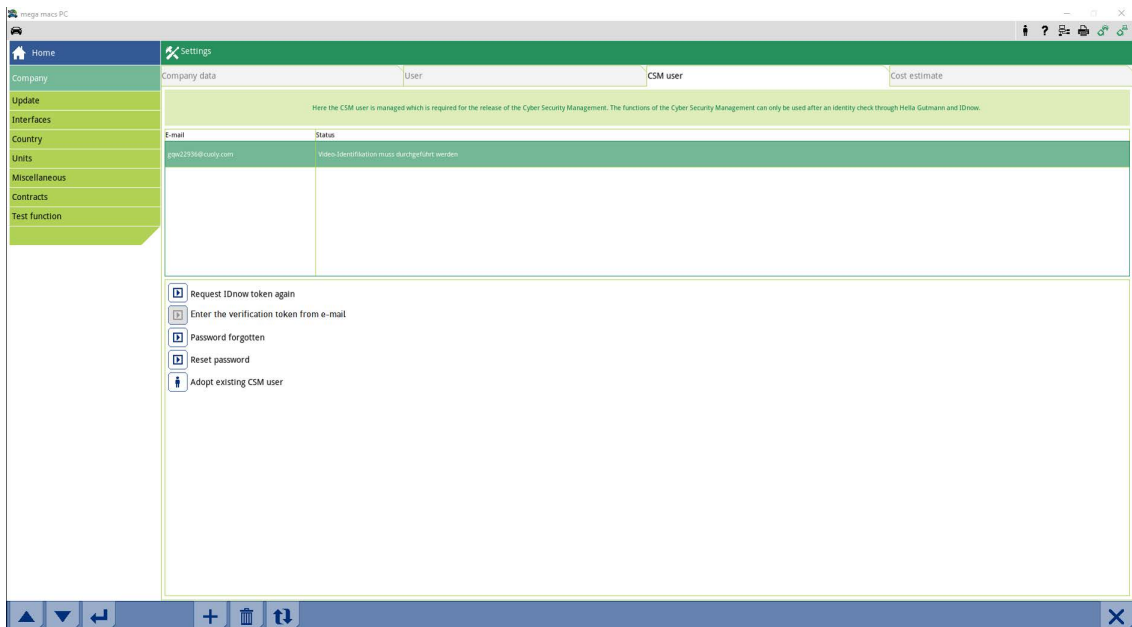 mega macs PC
?
Home
Settings
Company
Company data
User
CSM user
Cost estimate
Update
Interfaces
Country
Units
Miscellaneous
Contracts
Test function
Here the CSM user is managed which is required for the release of the Cyber Security Management. The functions of the Cyber Security Management can only be used after an identity check through Hella Gutmann and IDnow.
E-mail
Status
gqw22936@cuoly.com
Video-Identifikation muss durchgeführt werden
Request IDnow token again
Enter the verification token from e-mail
Password forgotten
Reset password
Adopt existing CSM user